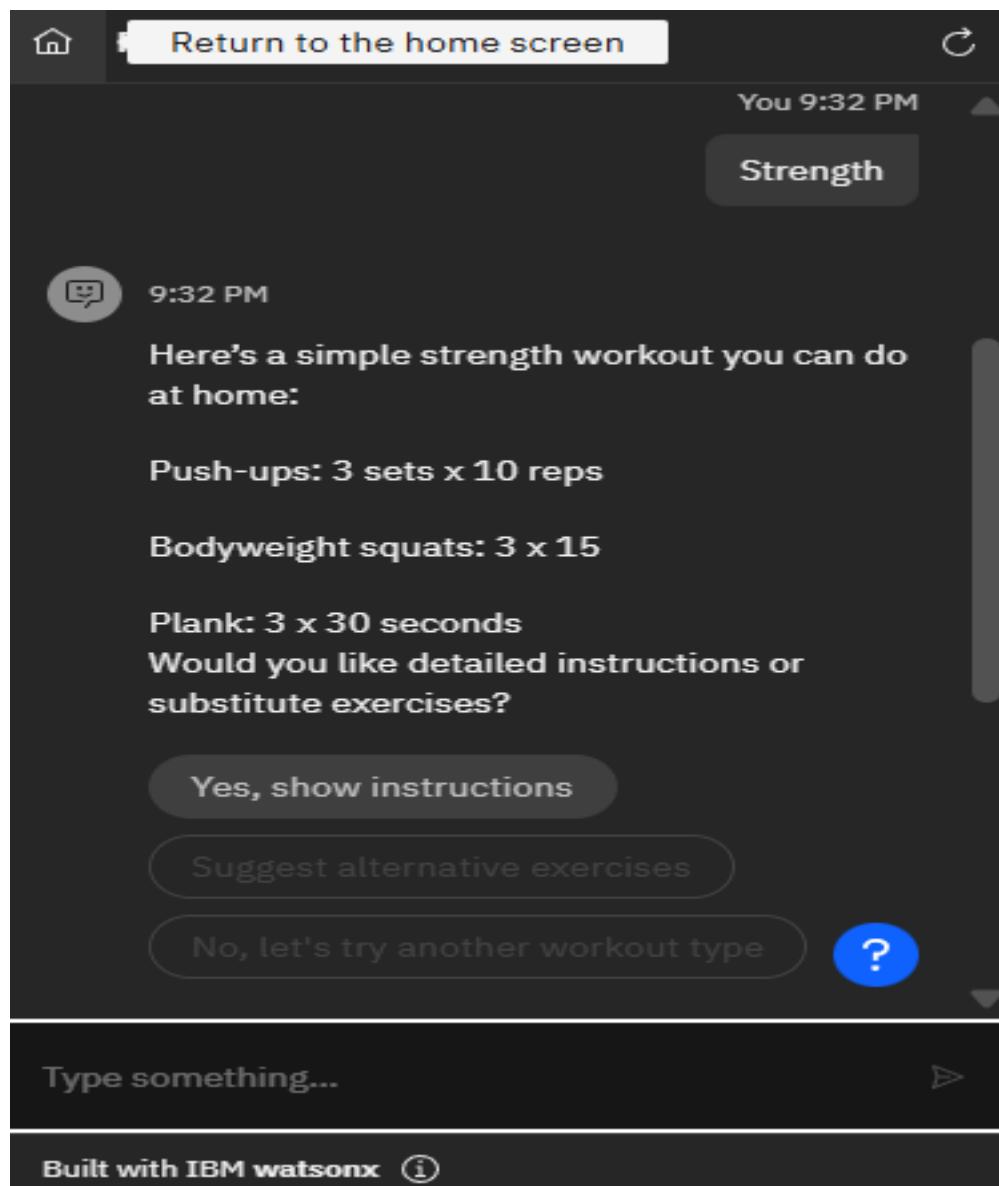 Return to the home screen
You 9:32 PM
Strength
9:32 PM
Here’s a simple strength workout you can do
at home:
Push-ups: 3 sets x 10 reps
Bodyweight squats: 3 x 15
Plank: 3 x 30 seconds
Would you like detailed instructions or
substitute exercises?
Yes, show instructions
Suggest alternative exercises
No, let's try another workout type
?
Type something...
Built with IBM watsonx